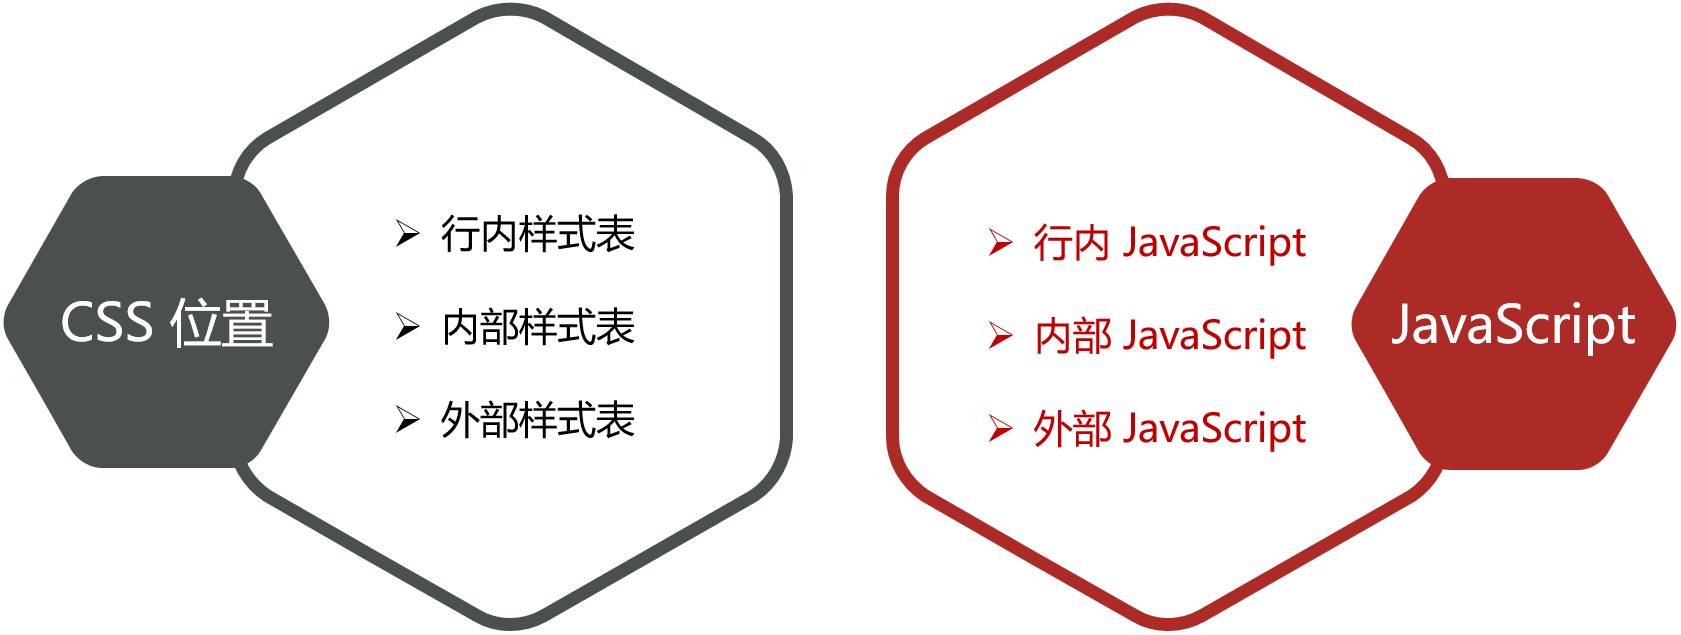 CSS 位置
行内样式表
内部样式表
外部样式表
行内 JavaScript
内部 JavaScript
外部 JavaScript
JavaScript